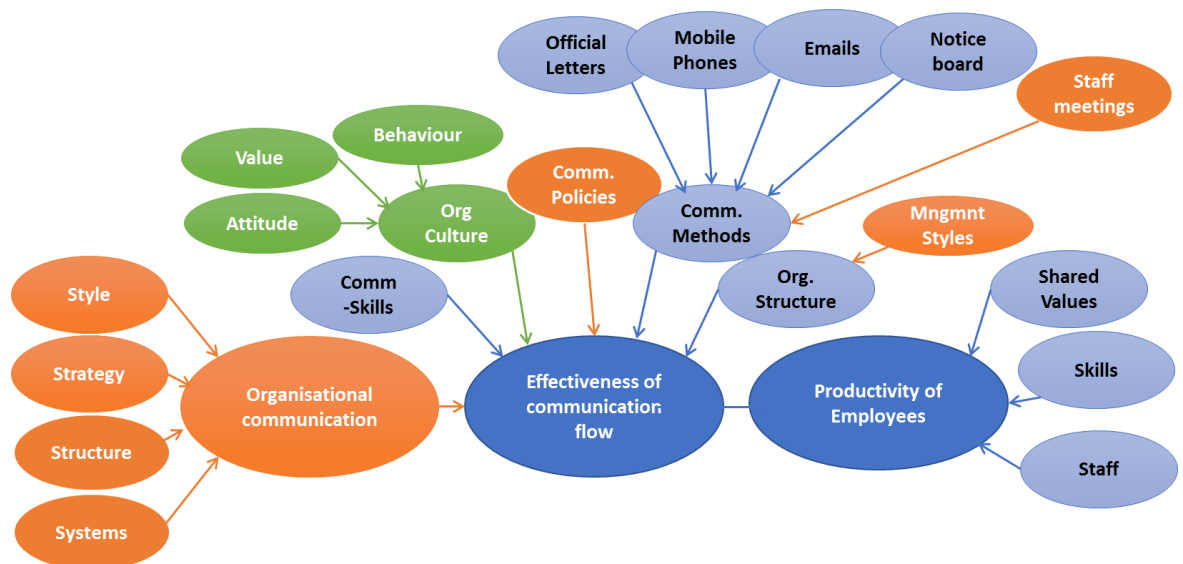 Official
Letters
Mobile
Phones
Emails
Notice
board
Staff
meetings
Behaviour
Value
Attitude
Org
Culture
Comm.
Policies
Comm.
Methods
Mngmnt
Styles
Comm
-Skills
Org.
Structure
Shared
Values
Style
Strategy
Structure
Systems
Organisational
communication
Effectiveness of
communication.
flow
Productivity of
Employees
Skills
Staff